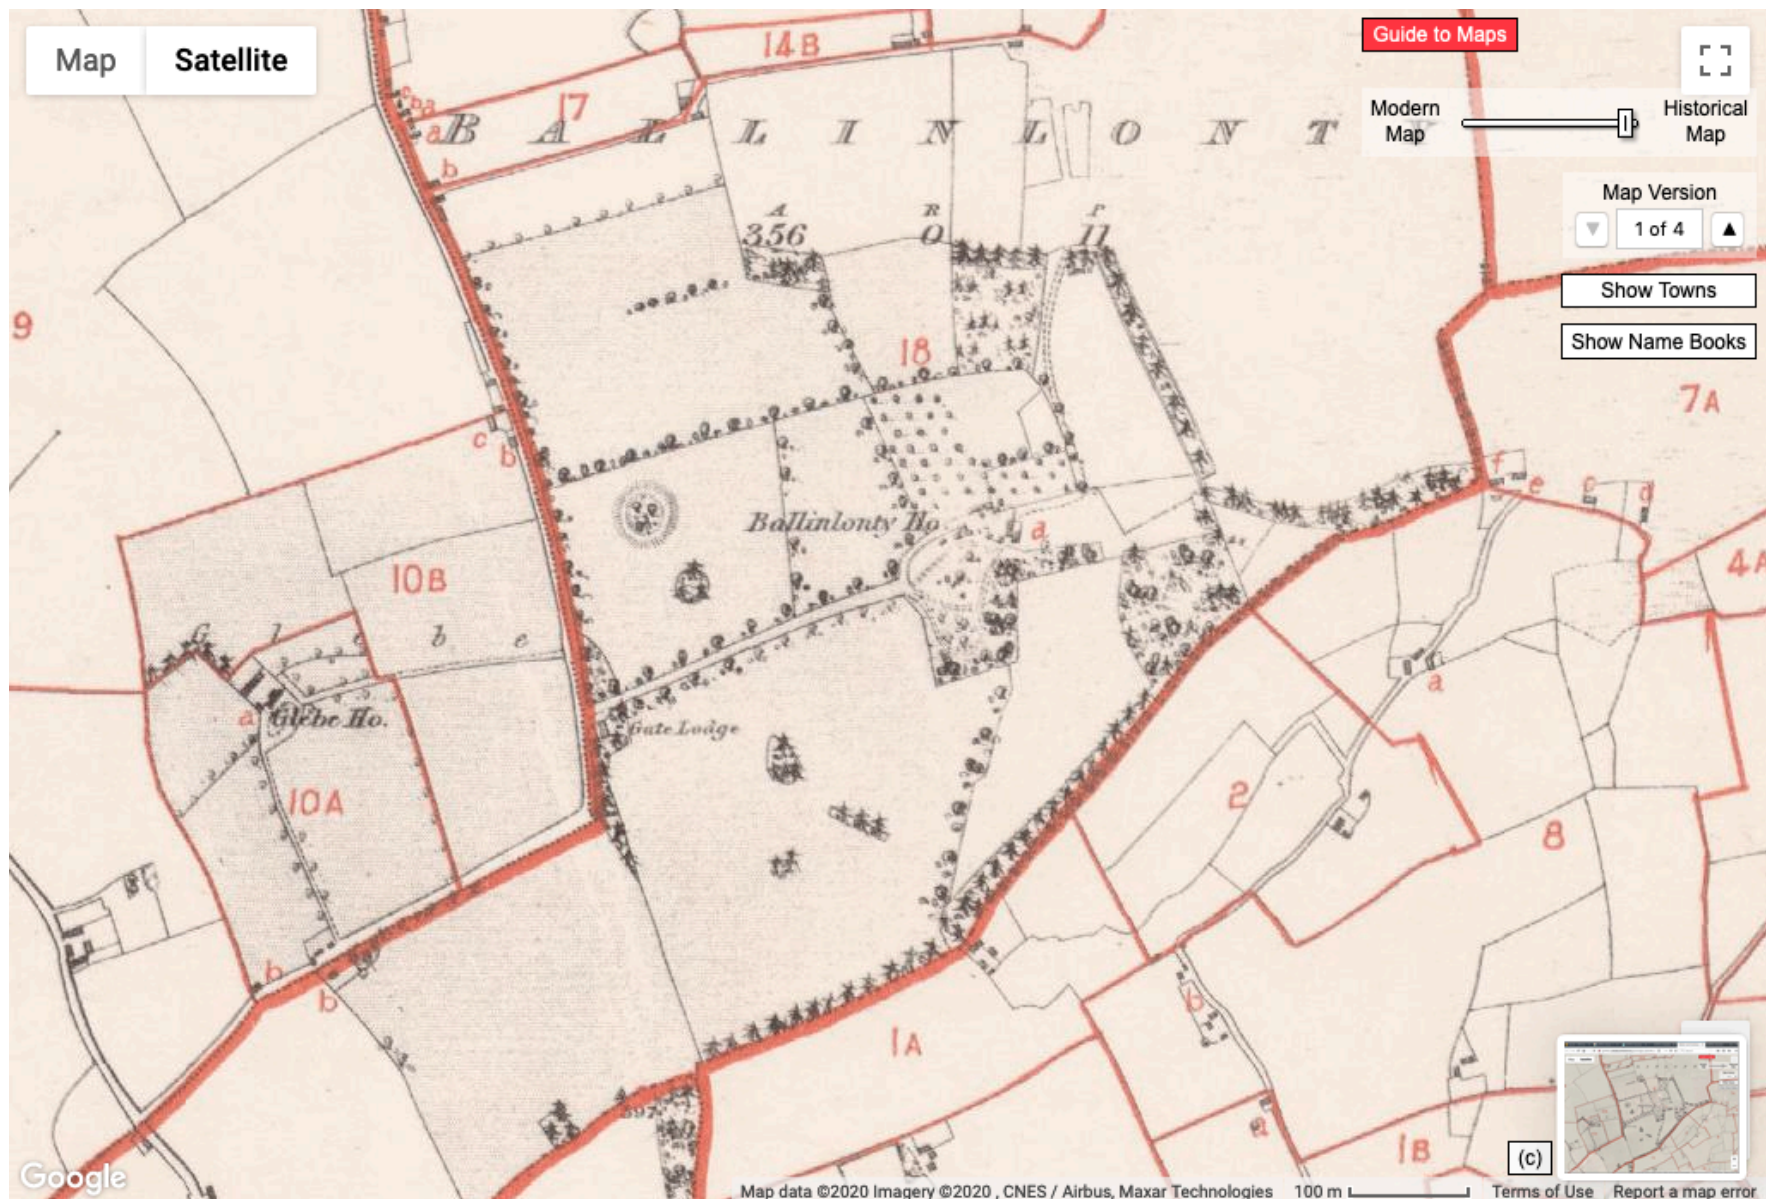 Map Satellite
Guide to Maps
Modern Map
Historical Map
Map Version
1 of 4
Show Towns
Show Name Books
14B
17
c b a
a
b
BALLINLONTY
A R P
356 0 11
9
18
7A
c
b
f
e
c
d
Ballinlonty Ho.
a
10B
4A
Glebe
a
Glebe Ho.
a
Gate Lodge
10A
2
8
b
b
b
1A
397
a
1B
(c)
Google
Map data ©2020 Imagery ©2020 , CNES / Airbus, Maxar Technologies
100 m
Terms of Use
Report a map error